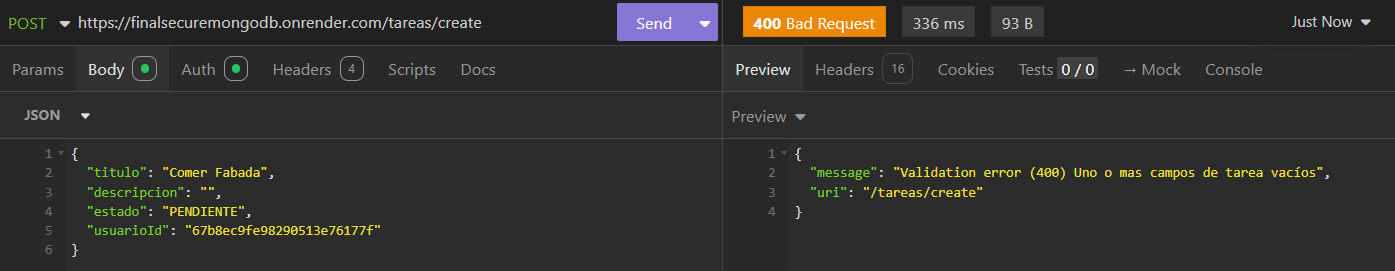 POST https://finalsecuremongodb.onrender.com/tareas/create Send 400 Bad Request 336 ms 93 B Just Now
Params Body Auth Headers 4 Scripts Docs
Preview Headers 16 Cookies Tests 0 / 0 → Mock Console
JSON
Preview
1 {
2 "titulo": "Comer Fabada",
3 "descripcion": "",
4 "estado": "PENDIENTE",
5 "usuarioId": "67b8ec9fe98290513e76177f"
6 }
1 {
2 "message": "Validation error (400) Uno o mas campos de tarea vacíos",
3 "uri": "/tareas/create"
4 }